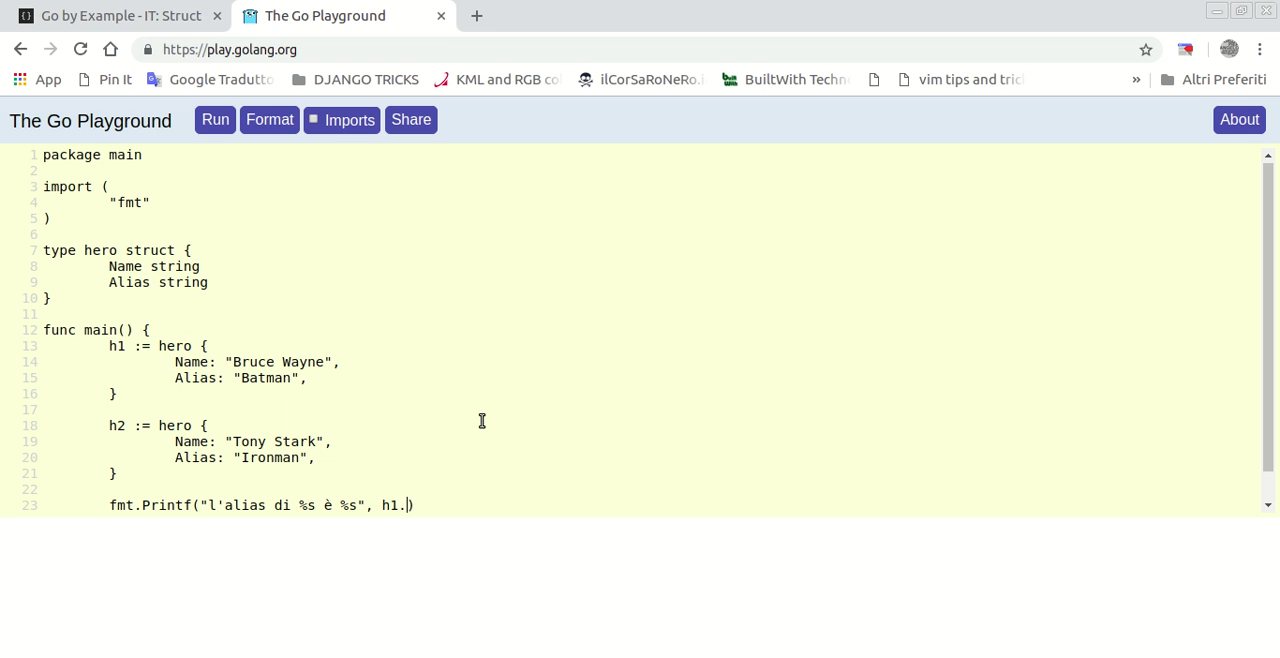 Go by Example - IT: Struct
The Go Playground
https://play.golang.org
App Pin It Google Tradutto DJANGO TRICKS KML and RGB co ilCorSaRoNeRo.i BuiltWith Techn vim tips and tric » Altri Preferiti
The Go Playground Run Format Imports Share About
1 package main
2
3 import (
4 "fmt"
5 )
6
7 type hero struct {
8 Name string
9 Alias string
10 }
11
12 func main() {
13 h1 := hero {
14 Name: "Bruce Wayne",
15 Alias: "Batman",
16 }
17
18 h2 := hero {
19 Name: "Tony Stark",
20 Alias: "Ironman",
21 }
22
23 fmt.Printf("l'alias di %s è %s", h1.)